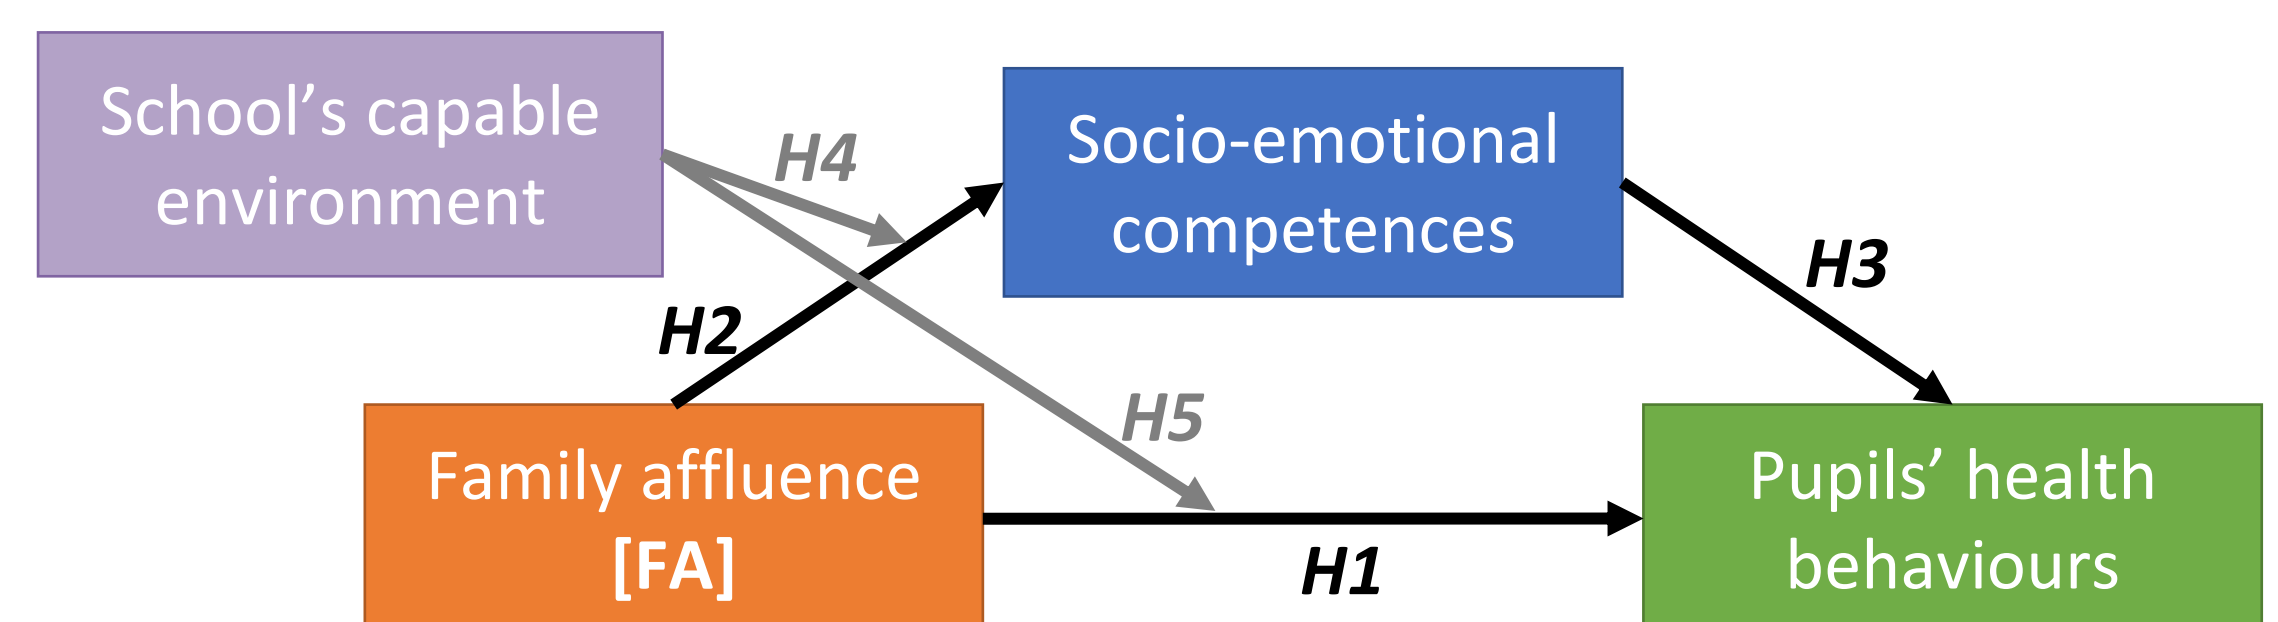 School’s capable
environment
Socio-emotional
competences
H4
H3
H2
H5
Family affluence
[FA]
Pupils’ health
behaviours
H1